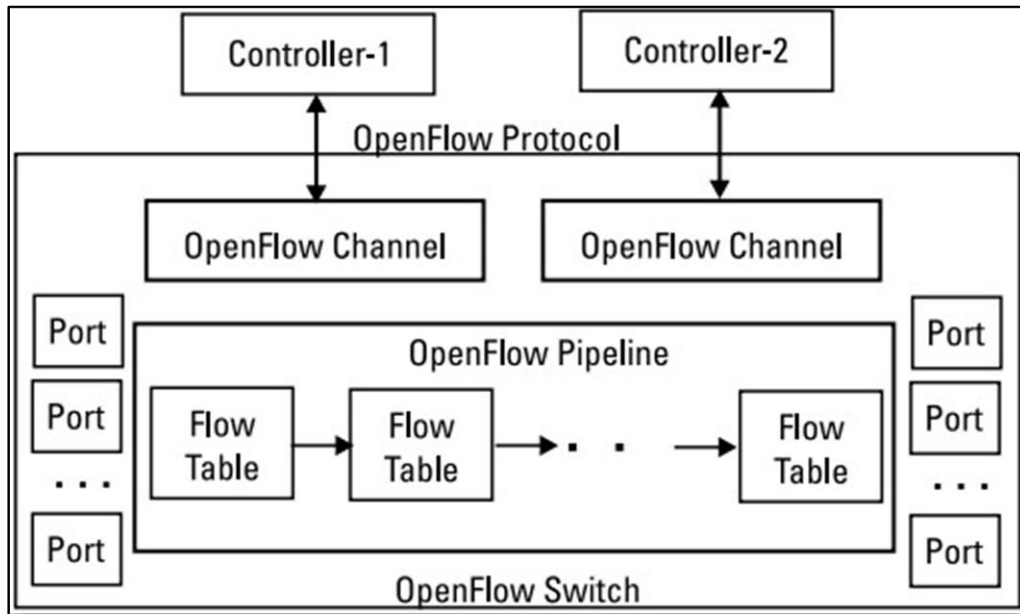 Controller-1
Controller-2
OpenFlow Protocol
OpenFlow Channel
OpenFlow Channel
Port
Port
. . .
Port
OpenFlow Pipeline
Flow
Table
Flow
Table
. .
Flow
Table
Port
Port
. . .
Port
OpenFlow Switch